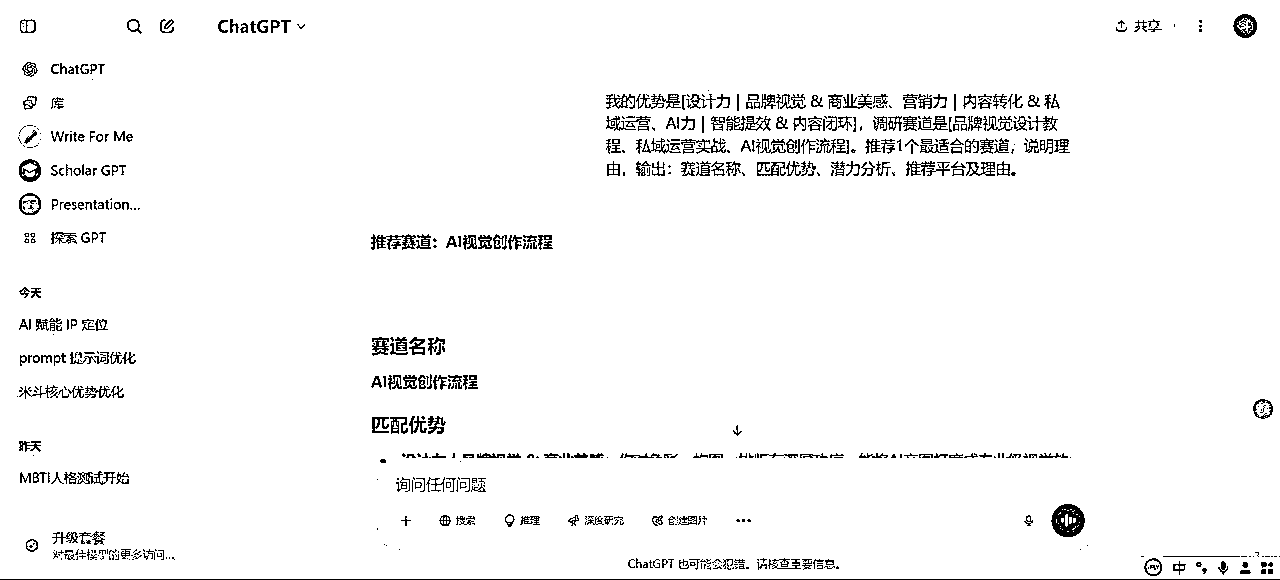 ChatGPT
共享
ChatGPT
库
Write For Me
Scholar GPT
Presentation...
探索 GPT
今天
AI 赋能 IP 定位
prompt 提示词优化
米斗核心优势优化
昨天
MBTI人格测试开始
升级套餐
对最佳模型的更多访问...
我的优势是[设计力 | 品牌视觉 & 商业美感、营销力 | 内容转化 & 私
域运营、AI力 | 智能提效 & 内容闭环]，调研赛道是[品牌视觉设计教
程、私域运营实战、AI视觉创作流程]。推荐1个最适合的赛道，说明理
由，输出：赛道名称、匹配优势、潜力分析、推荐平台及理由。
推荐赛道：AI视觉创作流程
赛道名称
AI视觉创作流程
匹配优势
询问任何问题
搜索
推理
深度研究
创建图片
ChatGPT 也可能会犯错。请核查重要信息。
中